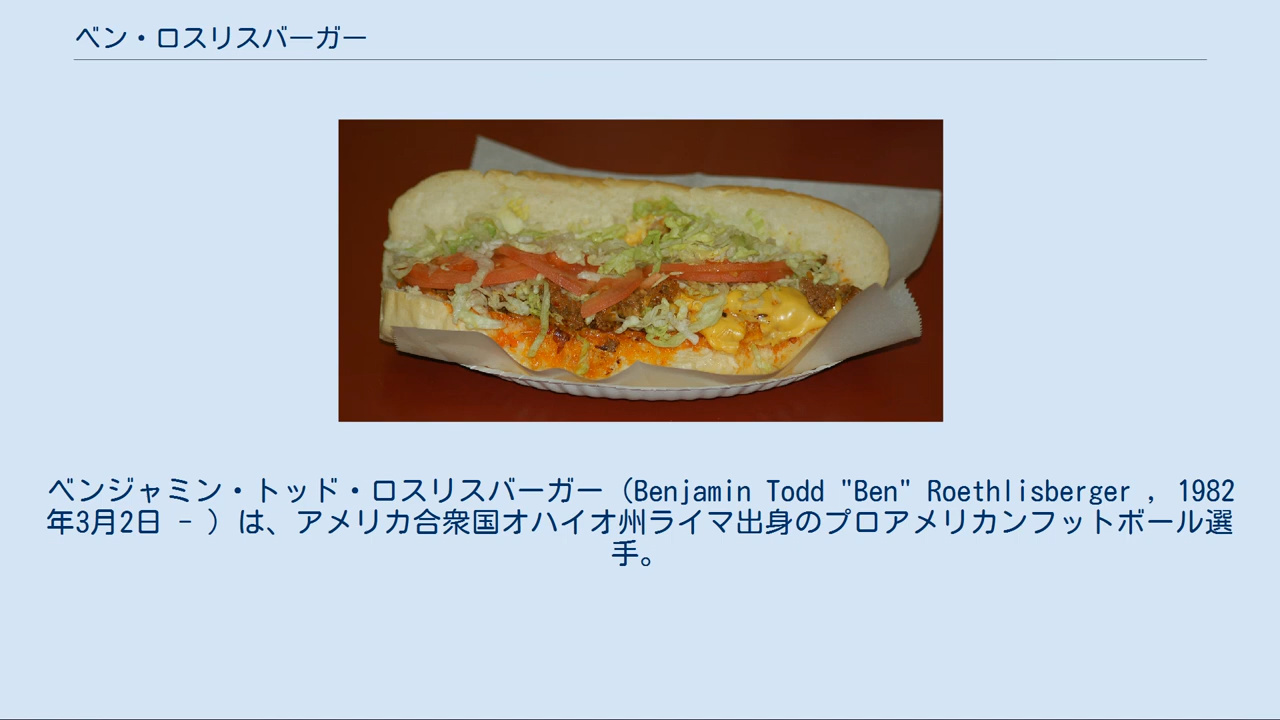 ベン・ロスリスバーガー
ベンジャミン・トッド・ロスリスバーガー（Benjamin Todd "Ben" Roethlisberger , 1982
年3月2日 - ）は、アメリカ合衆国オハイオ州ライマ出身のプロアメリカンフットボール選
手。